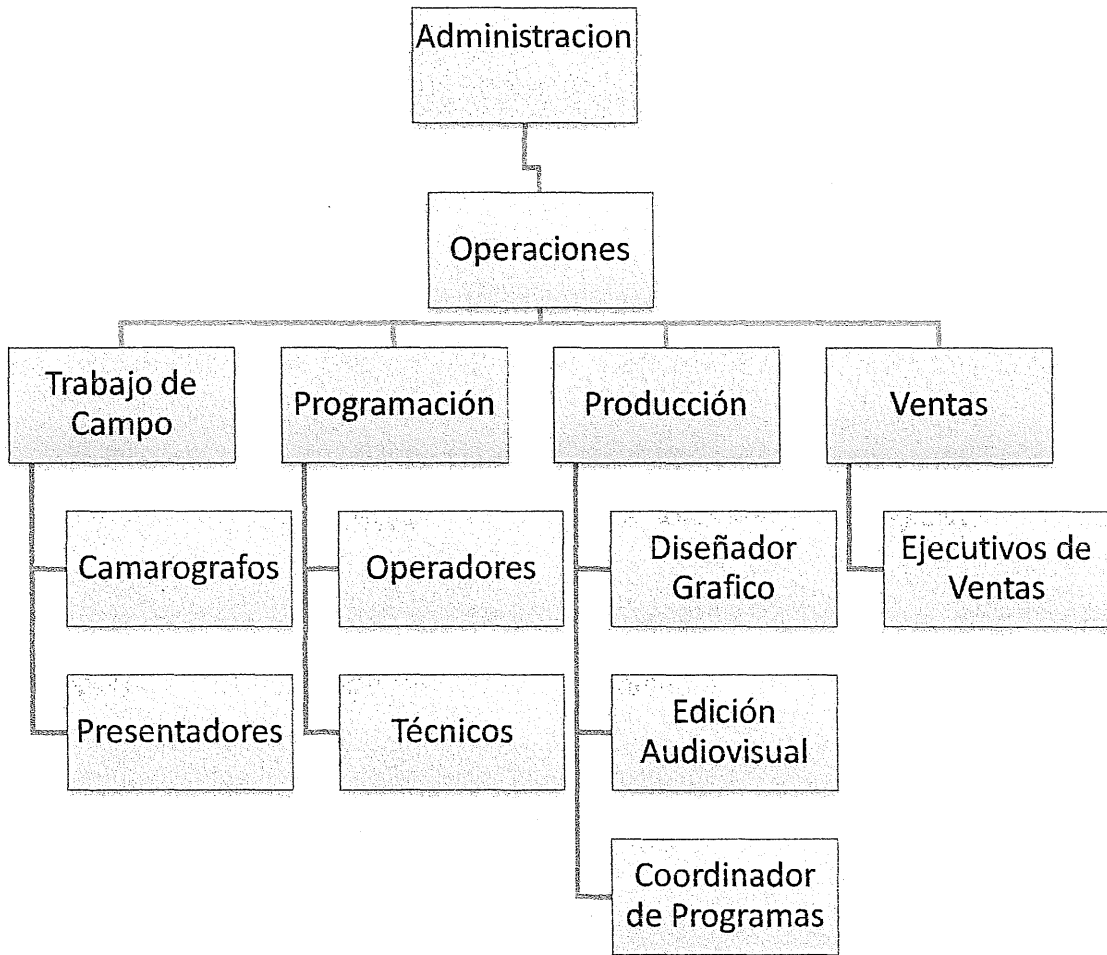 Administracion
Operaciones
Trabajo de
Campo
Programación
Producción
Ventas
Camarografos
Operadores
Diseñador
Grafico
Ejecutivos de
Ventas
Presentadores
Técnicos
Edición
Audiovisual
Coordinador
de Programas